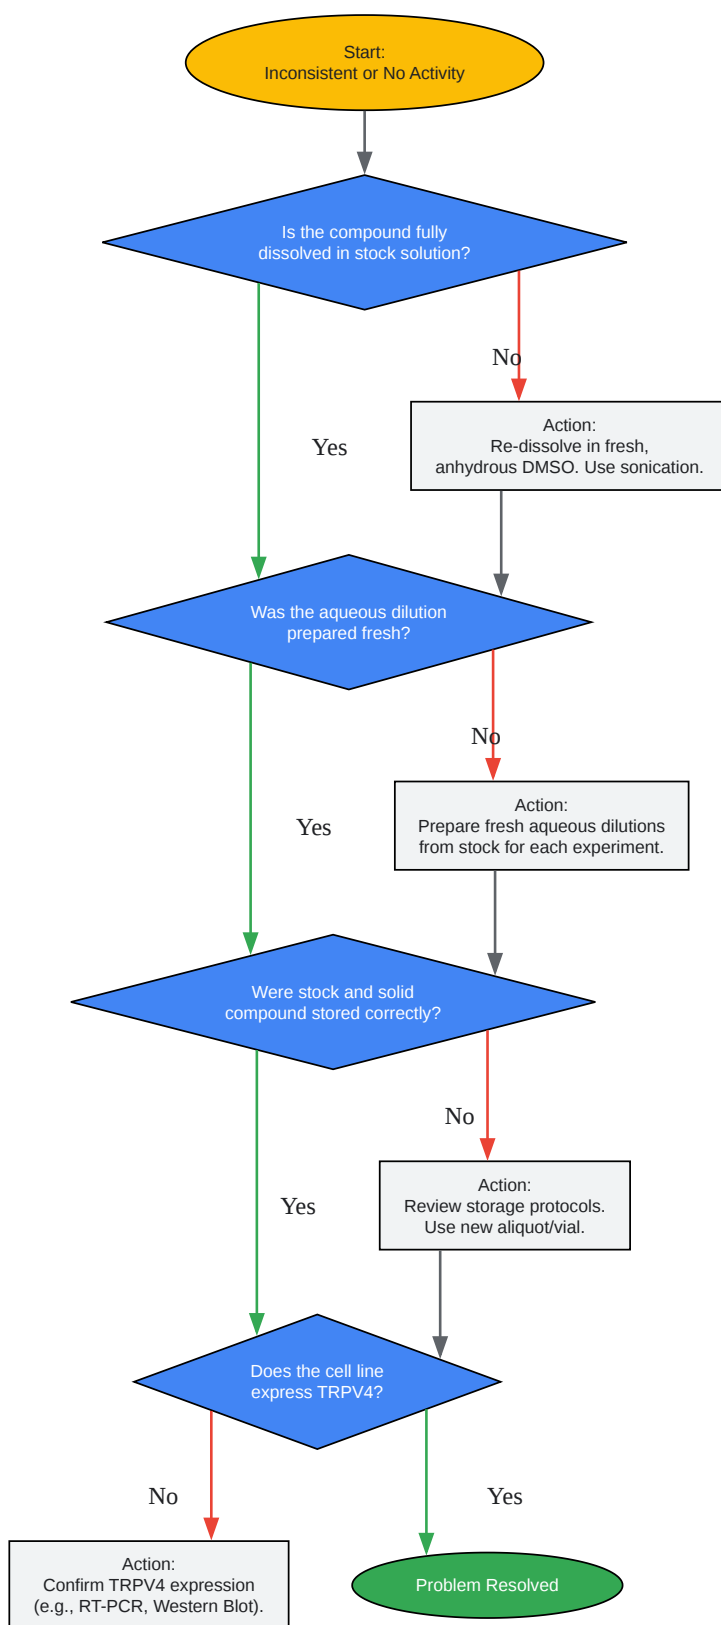 Start:
Inconsistent or No Activity
Is the compound fully
dissolved in stock solution?
No
Action:
Re-dissolve in fresh,
anhydrous DMSO. Use sonication.
Yes
Was the aqueous dilution
prepared fresh?
No
Action:
Prepare fresh aqueous dilutions
from stock for each experiment.
Yes
Were stock and solid
compound stored correctly?
No
Action:
Review storage protocols.
Use new aliquot/vial.
Yes
Does the cell line
express TRPV4?
No
Yes
Action:
Confirm TRPV4 expression
(e.g., RT-PCR, Western Blot).
Problem Resolved